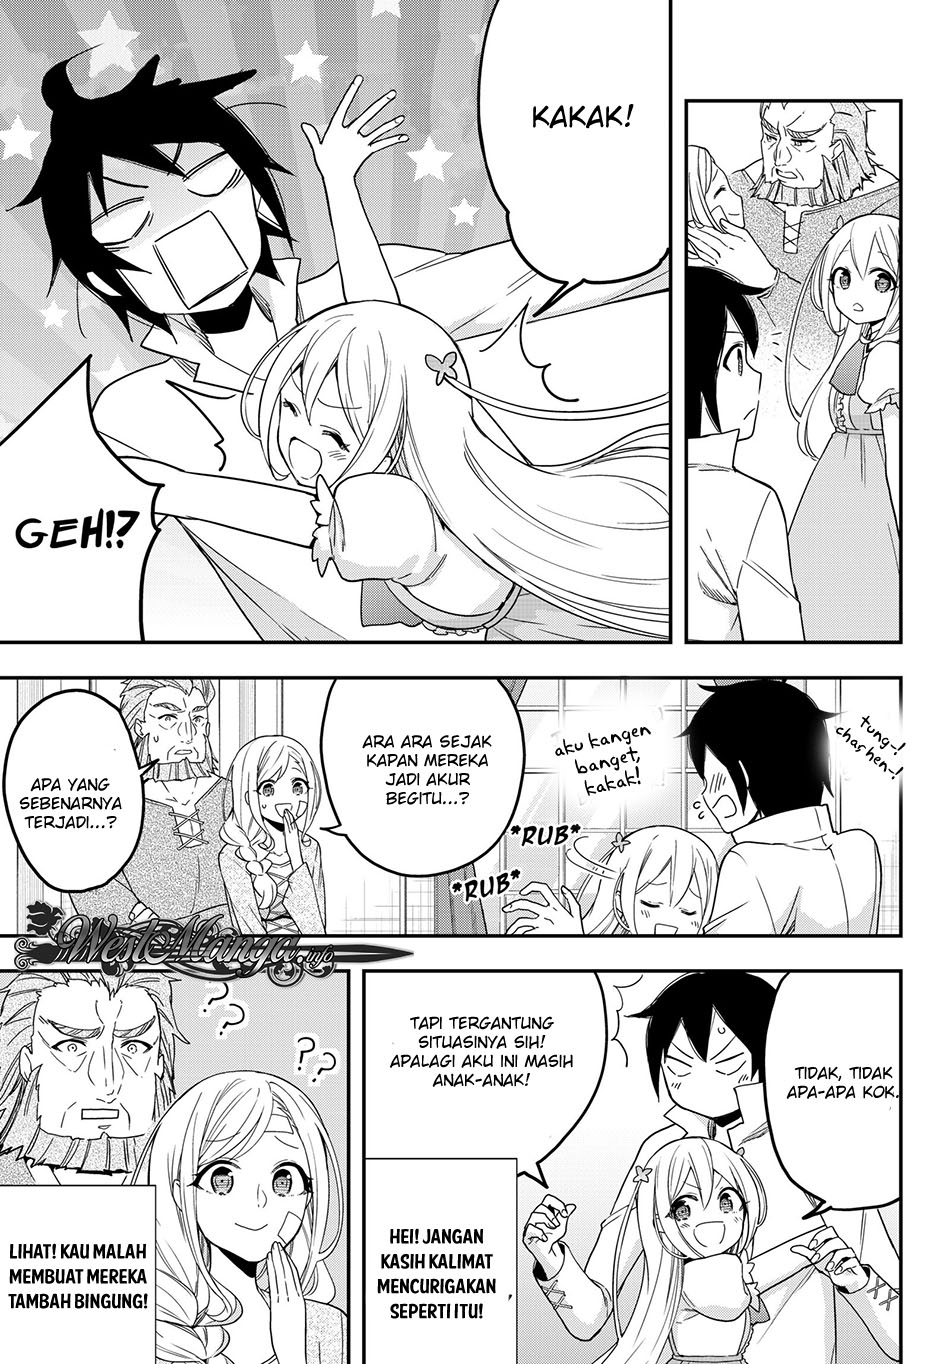 KAKAK!
GEH!?
tung-!
chashen-!
aku kangen
banget,
kakak!
*RUB*
*RUB*
ARA ARA SEJAK
KAPAN MEREKA
JADI AKUR
BEGITU...?
APA YANG
SEBENARNYA
TERJADI...?
WestManga.info
TIDAK, TIDAK
APA-APA KOK.
TAPI TERGANTUNG
SITUASINYA SIH!
APALAGI AKU INI MASIH
ANAK-ANAK!
HEI! JANGAN
KASIH KALIMAT
MENCURIGAKAN
SEPERTI ITU!
???
???
LIHAT! KAU MALAH
MEMBUAT MEREKA
TAMBAH BINGUNG!